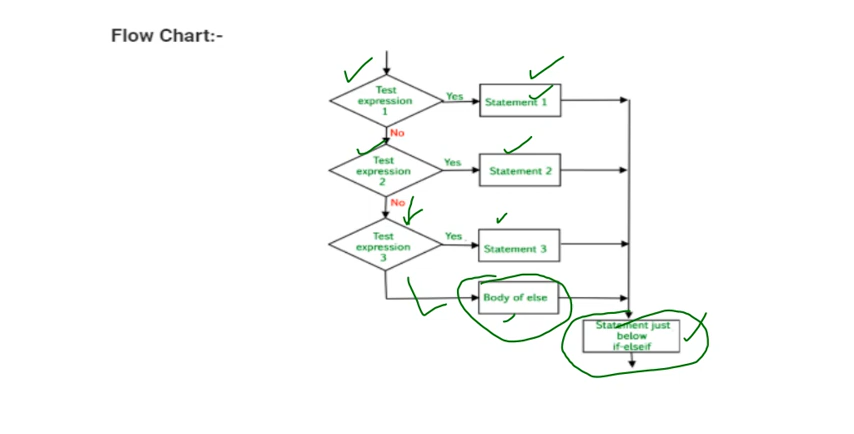 Flow Chart:-
Test
expression
1
Yes
Statement 1
No
Test
expression
2
Yes
Statement 2
No
Test
expression
3
Yes
Statement 3
Body of else
Statement just
below
if-elseif